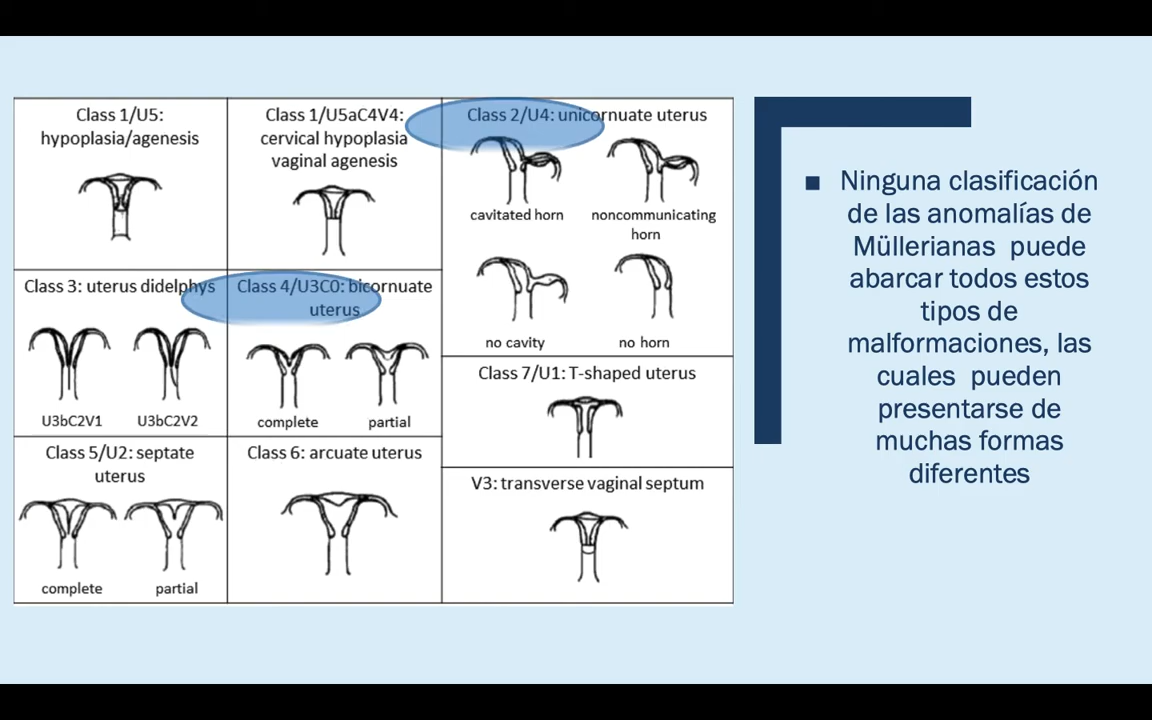 Class 1/U5:
hypoplasia/agenesis
Class 1/U5aC4V4:
cervical hypoplasia
vaginal agenesis
Class 2/U4: unicornuate uterus
cavitated horn
noncommunicating
horn
no cavity
no horn
Class 3: uterus didelphys
U3bC2V1
U3bC2V2
Class 4/U3C0: bicornuate
uterus
complete
partial
Class 7/U1: T-shaped uterus
Class 5/U2: septate
uterus
complete
partial
Class 6: arcuate uterus
V3: transverse vaginal septum
■ Ninguna clasificación
de las anomalías de
Müllerianas puede
abarcar todos estos
tipos de
malformaciones, las
cuales pueden
presentarse de
muchas formas
diferentes